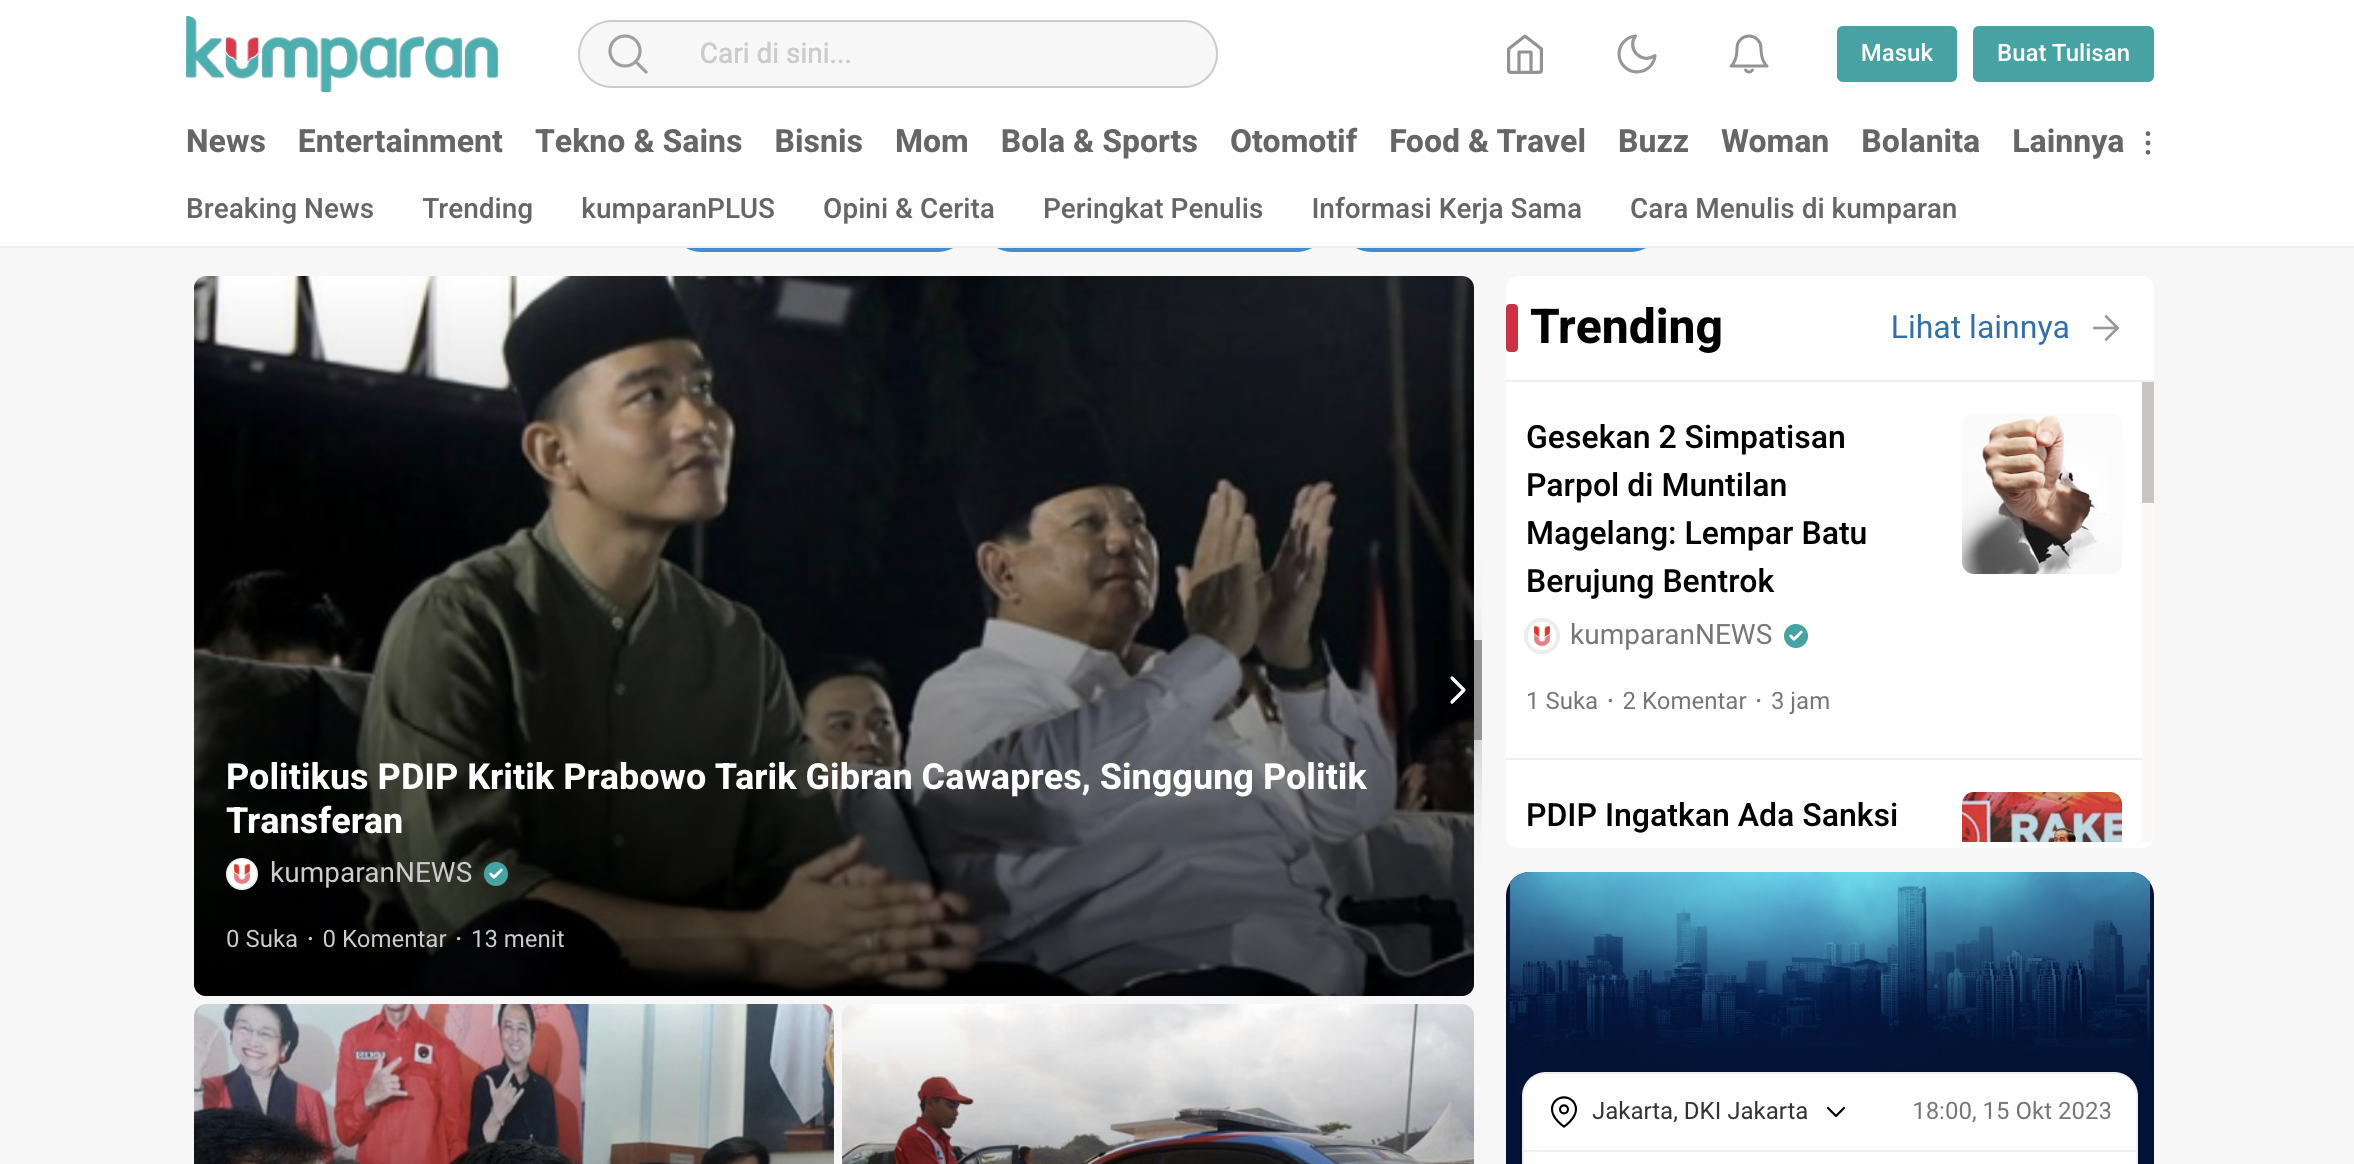 kumparan
Cari di sini...
Masuk
Buat Tulisan
News Entertainment Tekno & Sains Bisnis Mom Bola & Sports Otomotif Food & Travel Buzz Woman Bolanita Lainnya
Breaking News Trending kumparanPLUS Opini & Cerita Peringkat Penulis Informasi Kerja Sama Cara Menulis di kumparan
Politikus PDIP Kritik Prabowo Tarik Gibran Cawapres, Singgung Politik
Transferan
kumparanNEWS
0 Suka · 0 Komentar · 13 menit
Trending
Lihat lainnya
Gesekan 2 Simpatisan
Parpol di Muntilan
Magelang: Lempar Batu
Berujung Bentrok
kumparanNEWS
1 Suka · 2 Komentar · 3 jam
PDIP Ingatkan Ada Sanksi
RAKE
Jakarta, DKI Jakarta
18:00, 15 Okt 2023